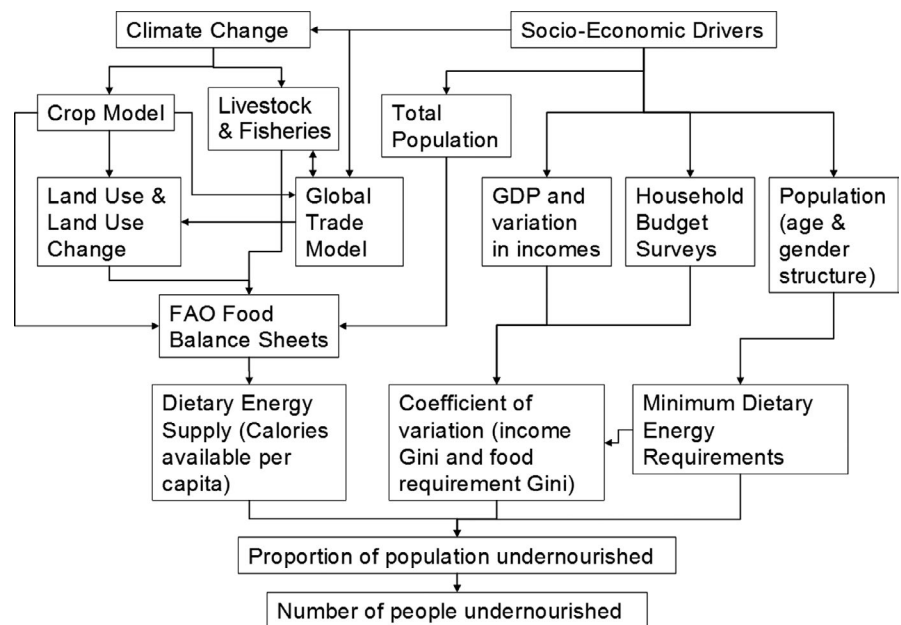 Climate Change
Socio-Economic Drivers
Crop Model
Livestock
& Fisheries
Total
Population
Land Use &
Land Use
Change
Global
Trade
Model
GDP and
variation
in incomes
Household
Budget
Surveys
Population
(age &
gender
structure)
FAO Food
Balance Sheets
Dietary Energy
Supply (Calories
available per
capita)
Coefficient of
variation (income
Gini and food
requirement Gini)
Minimum Dietary
Energy
Requirements
Proportion of population undernourished
Number of people undernourished